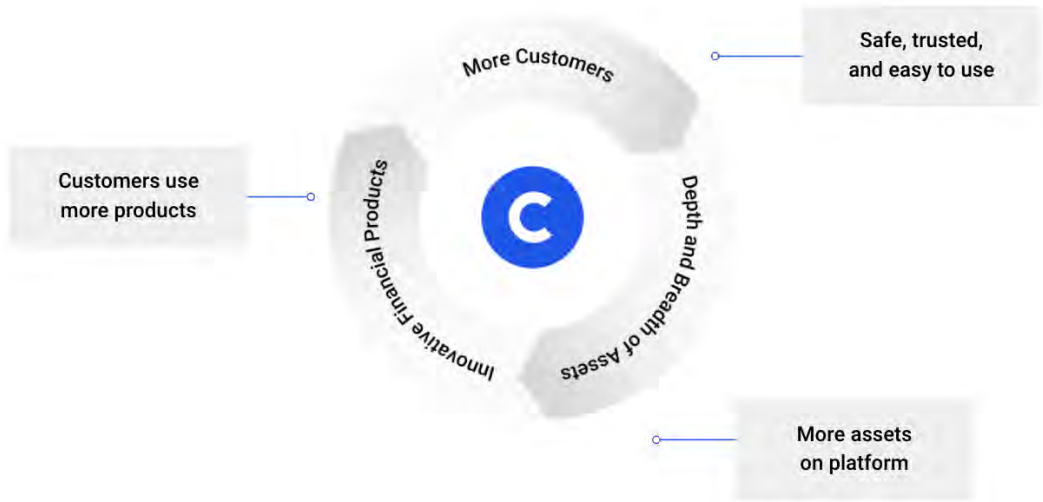 More Customers
Safe, trusted,
and easy to use
Depth and Breadth of Assets
More assets
on platform
Innovative Financial Products
Customers use
more products
C